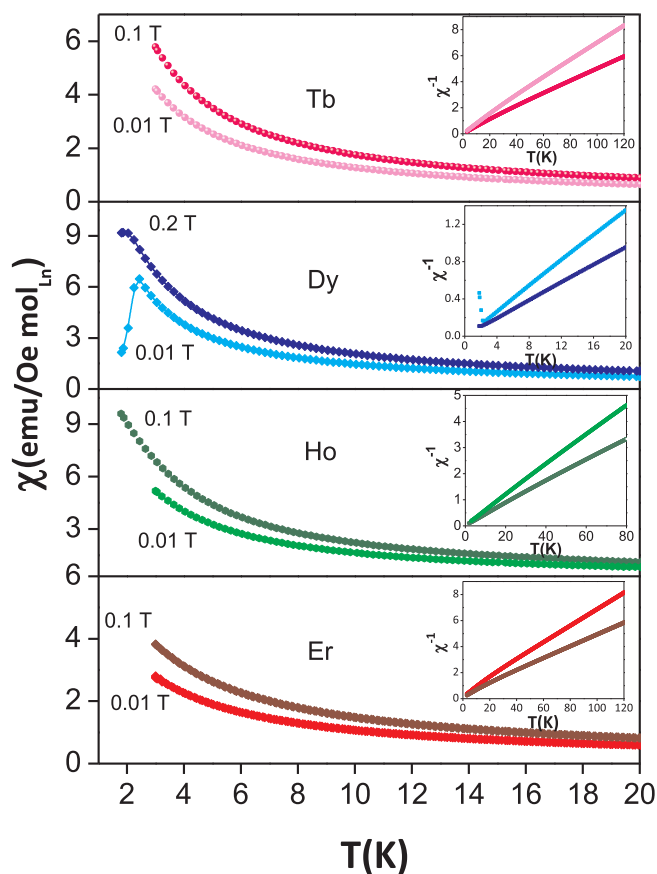 χ(emu/Oe mol_Ln)
6
4
2
0
0.1 T
0.01 T
Tb
χ⁻¹
8
6
4
2
0
0 20 40 60 80 100 120
T(K)
9
6
3
0
0.2 T
0.01 T
Dy
χ⁻¹
1.2
0.8
0.4
0.0
0 4 8 12 16 20
T(K)
9
6
3
6
0.1 T
0.01 T
Ho
χ⁻¹
5
4
3
2
1
0
0 20 40 60 80
T(K)
4
2
0
0.1 T
0.01 T
Er
χ⁻¹
8
6
4
2
0
0 20 40 60 80 100 120
T(K)
2 4 6 8 10 12 14 16 18 20
T(K)